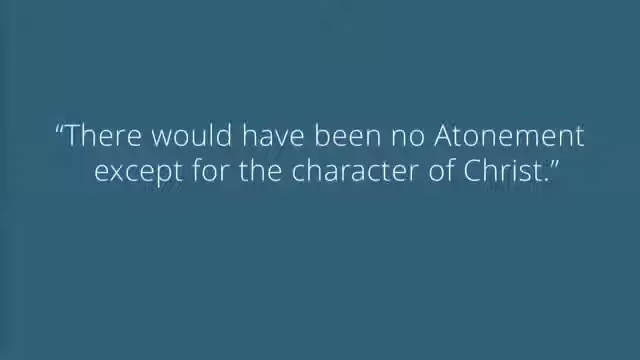 “There would have been no Atonement
except for the character of Christ.”